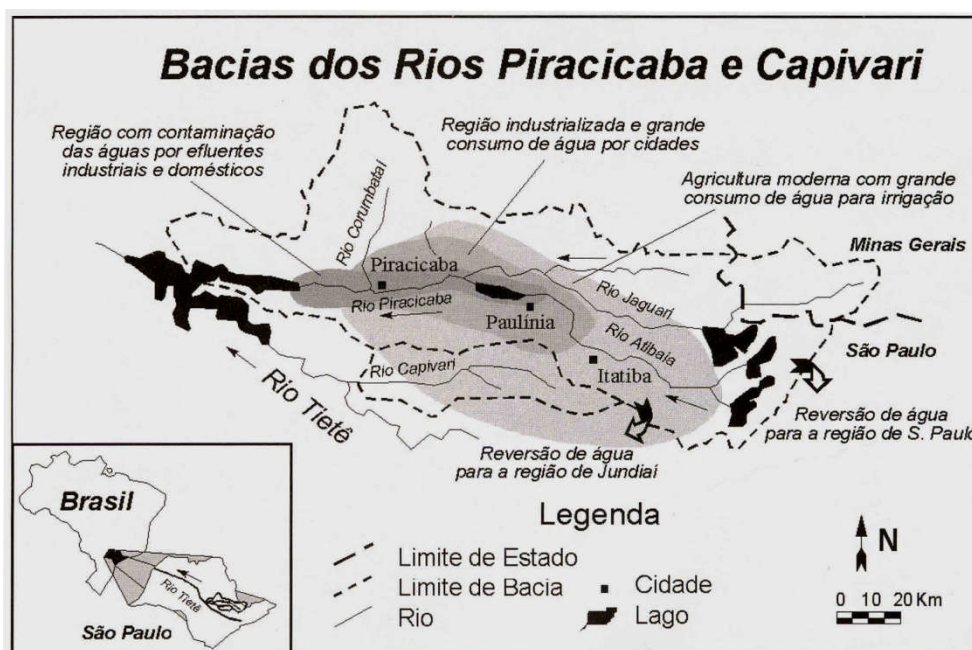 Bacias dos Rios Piracicaba e Capivari
Região com contaminação
das águas por efluentes
industriais e domésticos
Região industrializada e grande
consumo de água por cidades
Agricultura moderna com grande
consumo de água para irrigação
Rio Corumbataí
Minas Gerais
Piracicaba
Rio Jaguari
Rio Piracicaba
Paulínia
Rio Atibaia
São Paulo
Rio Capivari
Itatiba
Rio Tietê
Reversão de água
para a região de S. Paulo
Reversão de água
para a região de Jundiaí
Brasil
Rio Tietê
São Paulo
Legenda
Limite de Estado
Limite de Bacia
Rio
Cidade
Lago
N
0 10 20 Km